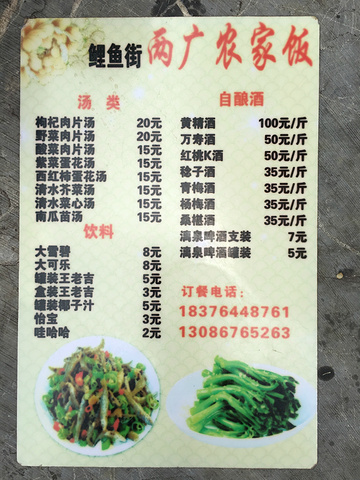 鲤鱼街 两广农家饭
汤 类
枸杞肉片汤 20元
野菜肉片汤 20元
酸菜肉片汤 15元
紫菜蛋花汤 15元
西红柿蛋花汤 15元
清水芥菜汤 15元
清水菜心汤 15元
南瓜苗汤 15元
饮料
大雪碧 8元
大可乐 8元
罐装王老吉 5元
盒装王老吉 3元
罐装椰子汁 5元
怡宝 3元
哇哈哈 2元
自酿酒
黄精酒 100元/斤
万寿酒 50元/斤
红桃K酒 50元/斤
稔子酒 35元/斤
青梅酒 35元/斤
杨梅酒 35元/斤
桑椹酒 35元/斤
漓泉啤酒支装 7元
漓泉啤酒罐装 5元
订餐电话：
18376448761
13086765263